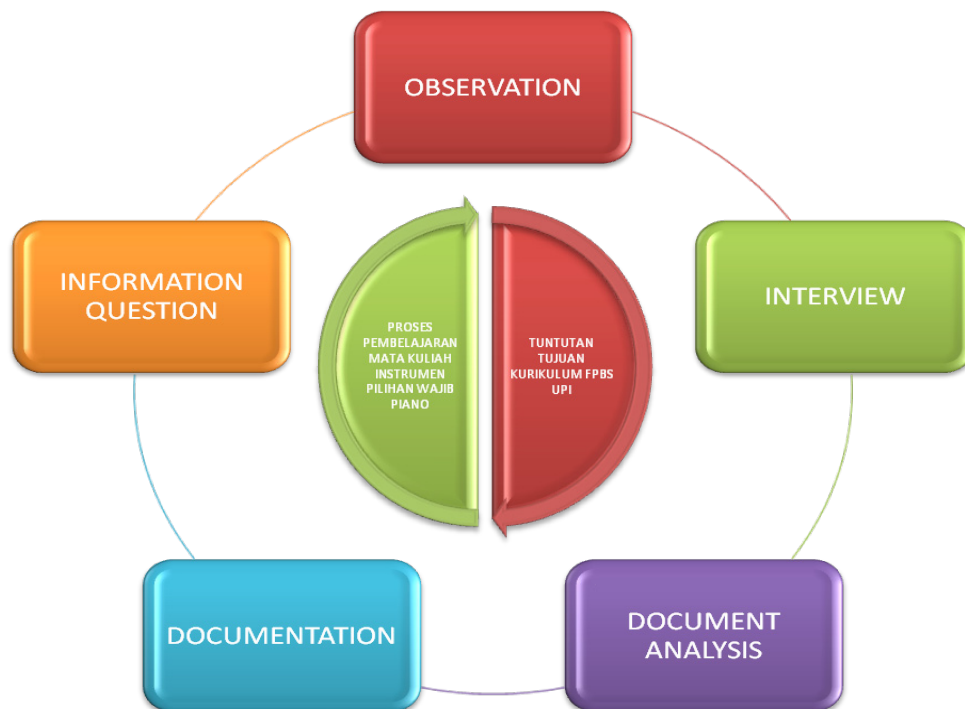 OBSERVATION
INFORMATION
QUESTION
INTERVIEW
PROSES
PEMBELAJARAN
MATA KULIAH
INSTRUMEN
PILIHAN WAJIB
PIANO
TUNTUTAN
TUJUAN
KURIKULUM FPBS
UPI
DOCUMENTATION
DOCUMENT
ANALYSIS